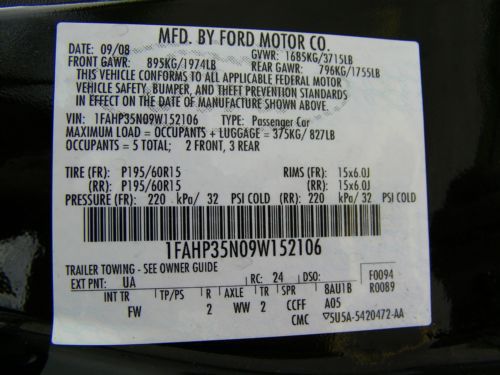 MFD. BY FORD MOTOR CO.
DATE: 09/08 GVWR: 1685KG/3715LB
FRONT GAWR: 895KG/1974LB REAR GAWR: 796KG/1755LB
THIS VEHICLE CONFORMS TO ALL APPLICABLE FEDERAL MOTOR
VEHICLE SAFETY, BUMPER, AND THEFT PREVENTION STANDARDS
IN EFFECT ON THE DATE OF MANUFACTURE SHOWN ABOVE.
VIN: 1FAHP35N09W152106 TYPE: Passenger Car
MAXIMUM LOAD = OCCUPANTS + LUGGAGE = 375KG/ 827LB
OCCUPANTS = 5 TOTAL; 2 FRONT, 3 REAR
TIRE (FR): P195/60R15 RIMS (FR): 15x6.0J
(RR): P195/60R15 (RR): 15x6.0J
PRESSURE (FR): 220 kPa/ 32 PSI COLD (RR): 220 kPa/ 32 PSI COLD
1FAHP35N09W152106
TRAILER TOWING - SEE OWNER GUIDE
EXT PNT: UA RC: 24 DSO: F0094
INT TR TP/PS R AXLE TR SPR 8AU1B R0089
FW 2 WW 2 CCFF A05
CMC ▽5U5A-5420472-AA